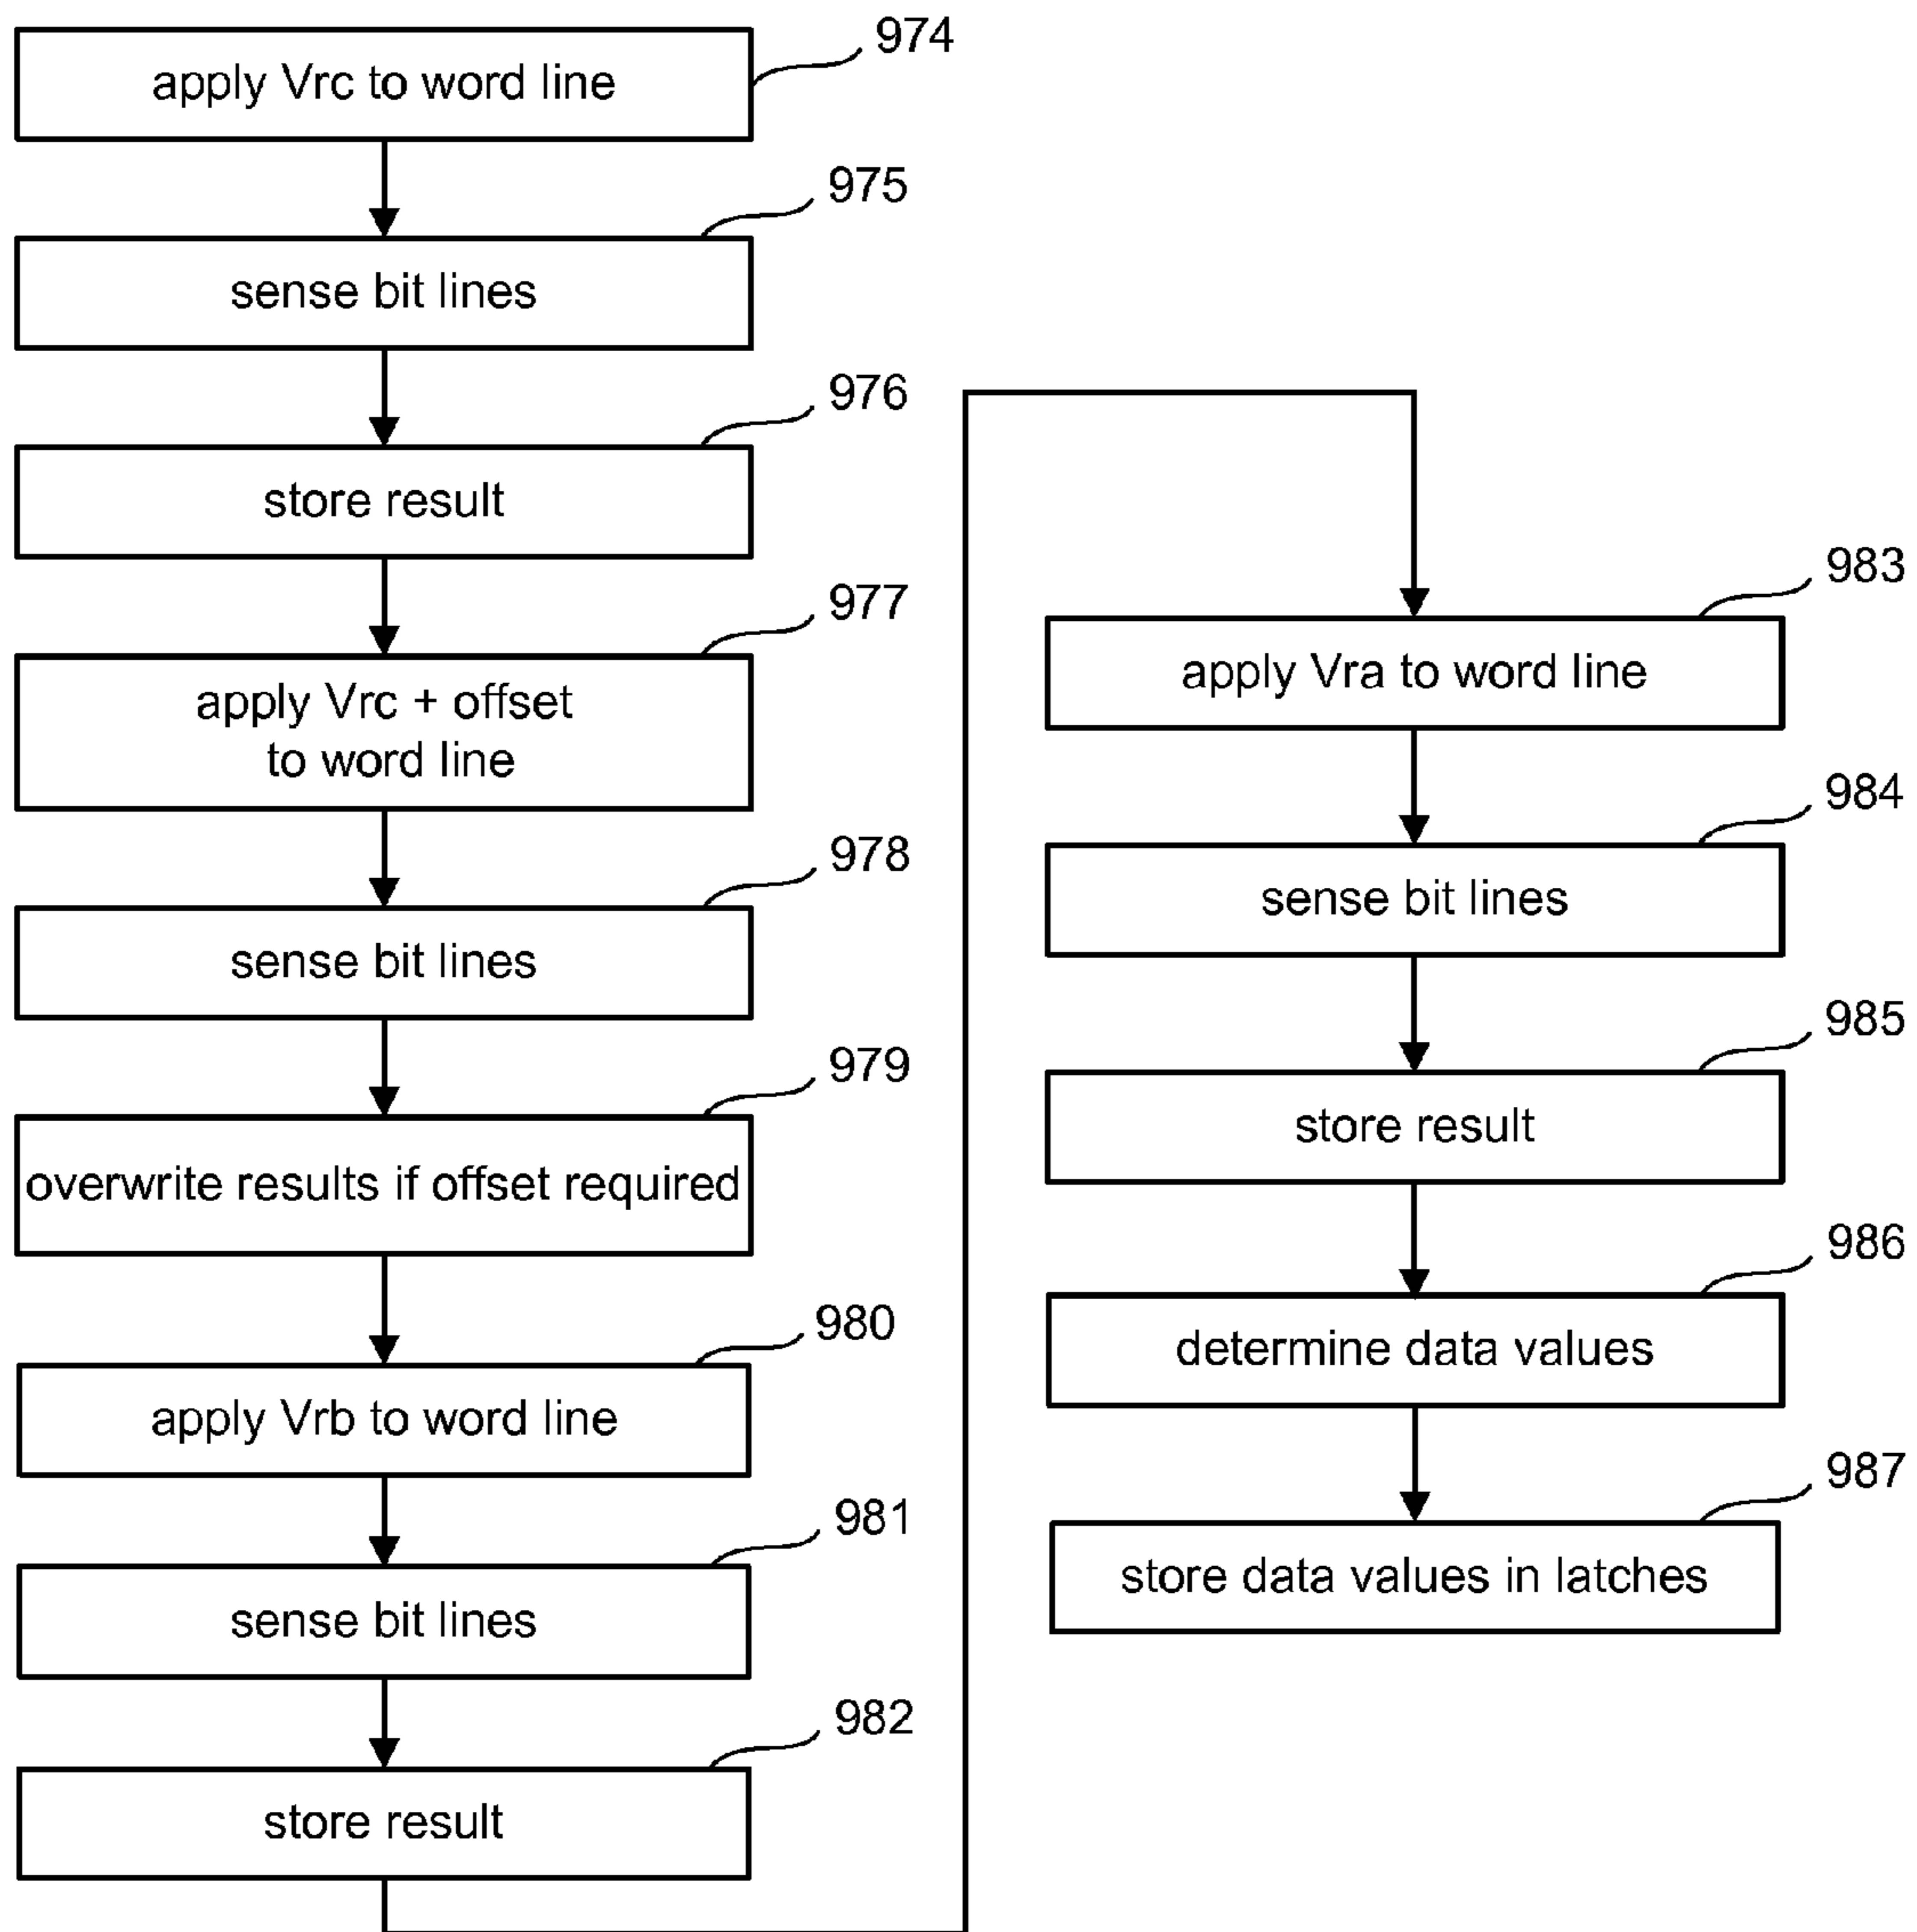 974
apply Vrc to word line
975
sense bit lines
976
store result
977
apply Vrc + offset
to word line
978
sense bit lines
979
overwrite results if offset required
980
apply Vrb to word line
981
sense bit lines
982
store result
983
apply Vra to word line
984
sense bit lines
985
store result
986
determine data values
987
store data values in latches